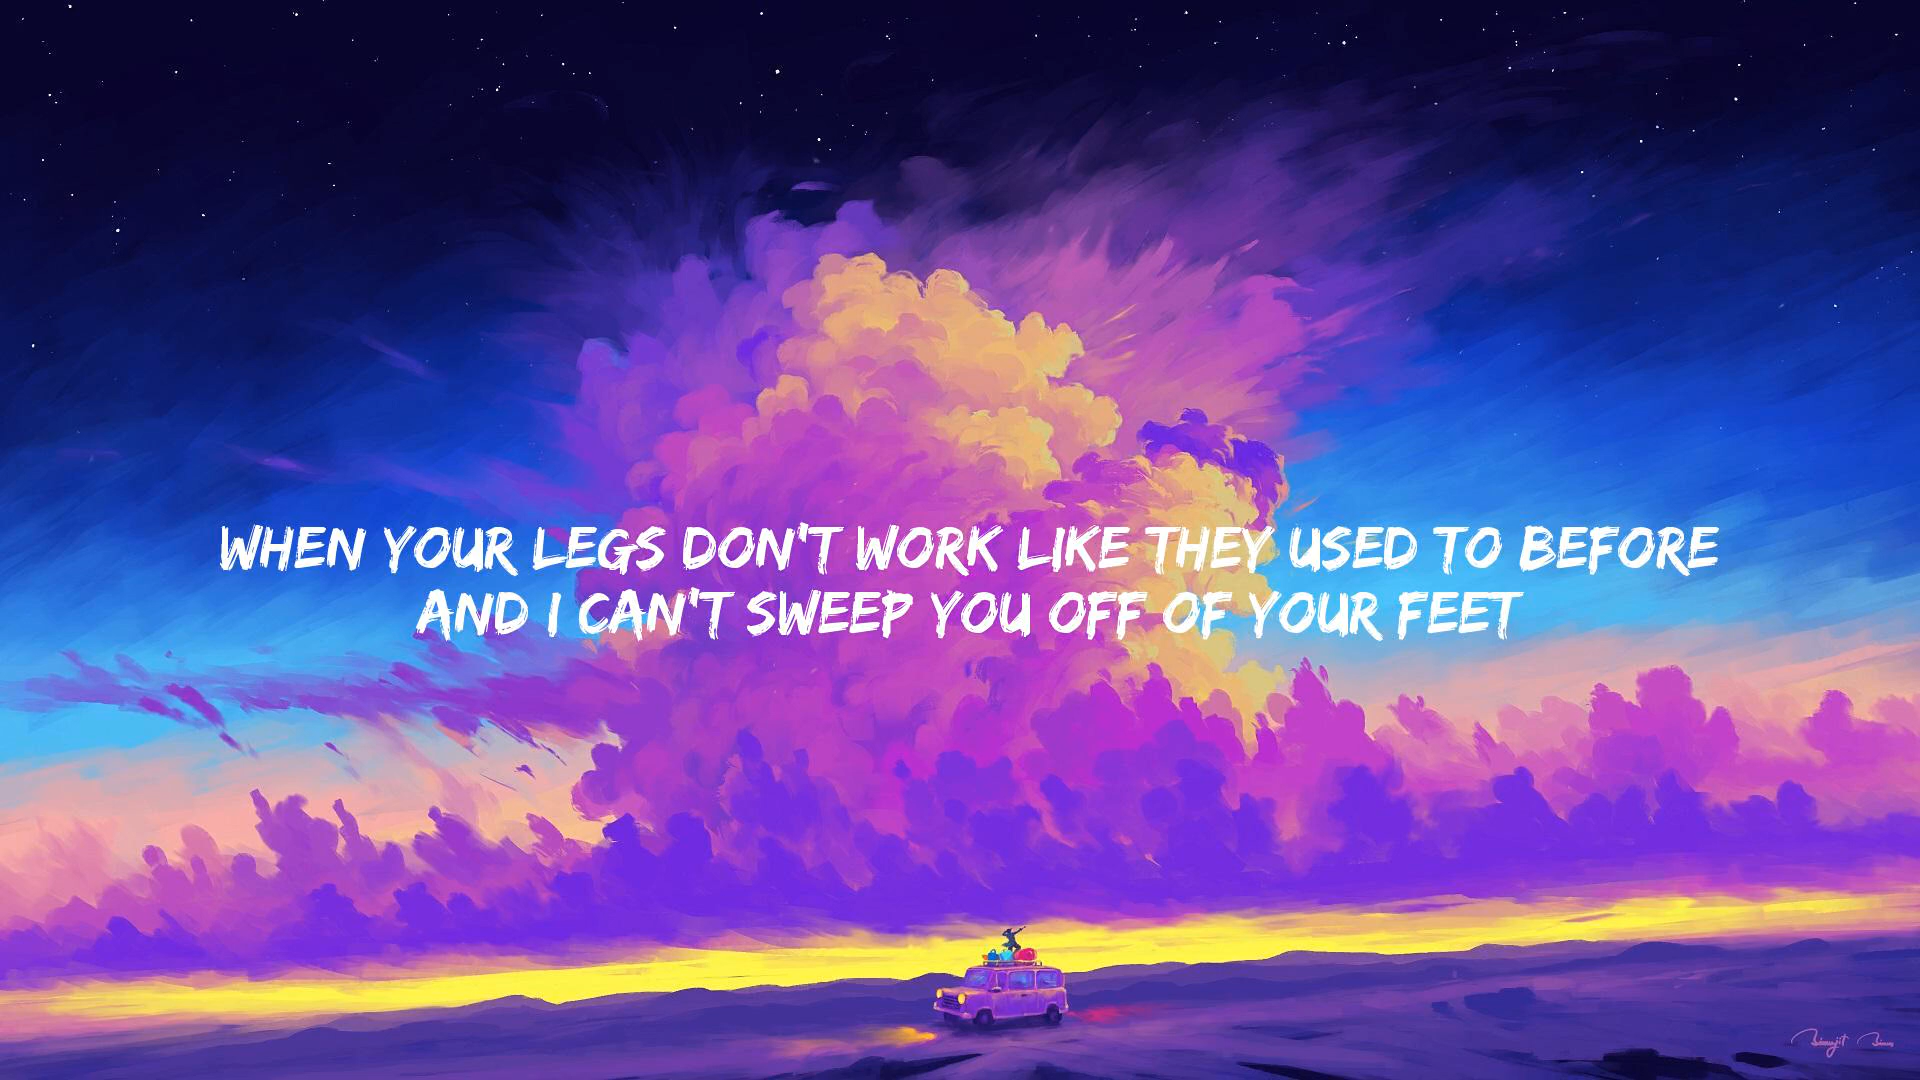 WHEN YOUR LEGS DON'T WORK LIKE THEY USED TO BEFORE
AND I CAN'T SWEEP YOU OFF OF YOUR FEET